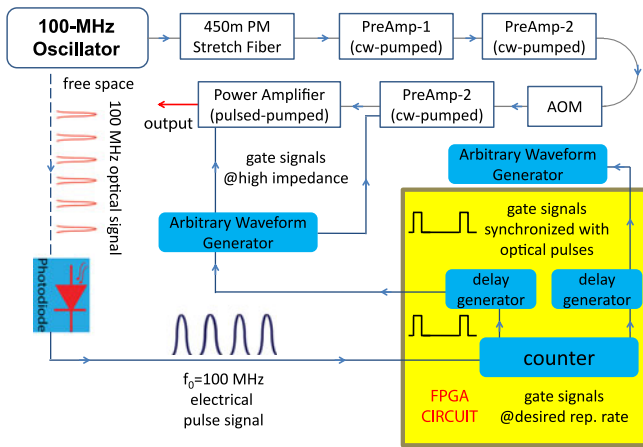 100-MHz
Oscillator
450m PM
Stretch Fiber
PreAmp-1
(cw-pumped)
PreAmp-2
(cw-pumped)
free space
100 MHz optical signal
output
Power Amplifier
(pulsed-pumped)
PreAmp-2
(cw-pumped)
AOM
gate signals
@high impedance
Arbitrary Waveform
Generator
Arbitrary Waveform
Generator
gate signals
synchronized with
optical pulses
Photodiode
delay
generator
delay
generator
counter
f₀=100 MHz
electrical
pulse signal
FPGA
CIRCUIT
gate signals
@desired rep. rate